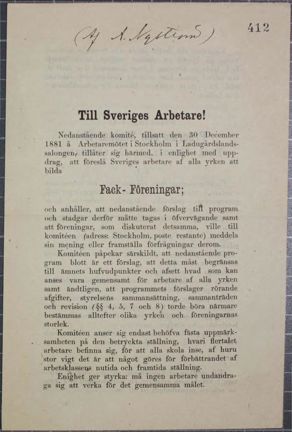 (Af A. Nyström)
412
Till Sveriges Arbetare!
Nedanstående komité, tillsatt den 30 December
1881 å Arbetaremötet i Stockholm i Ladugårdslands-
salongen, tillåter sig härmed, i enlighet med upp-
drag, att föreslå Sveriges arbetare af alla yrken att
bilda
Fack-Föreningar;
och anhåller, att nedanstående förslag till program
och stadgar derför måtte tagas i öfvervägande samt
att föreningar, som diskuterat detsamma, ville till
komitéen (adress: Stockholm, poste restante) meddela
sin mening eller framställa förfrågningar derom.
Komitéen påpekar särskildt, att nedanstående pro-
gram blott är ett förslag, att detta måst begränsas
till ämnets hufvudpunkter och afsett hvad som kan
anses vara gemensamt för arbetare af alla yrken
samt ändtligen, att programmets förslager rörande
afgifter, styrelsens sammansättning, sammanträden
och revision (§§ 4, 5, 7 och 8) torde böra närmare
bestämmas alltefter olika yrken och föreningarnas
storlek.
Komitéen anser sig endast behöfva fästa uppmärk-
samheten på den betryckta ställning, hvari flertalet
arbetare befinna sig, för att alla skola inse, af huru
stor vigt det är att något göres för förbättrandet af
arbetsklassens nutida och framtida ställning.
Enighet ger styrka: må ingen arbetare undandra-
ga sig att verka för det gemensamma målet.